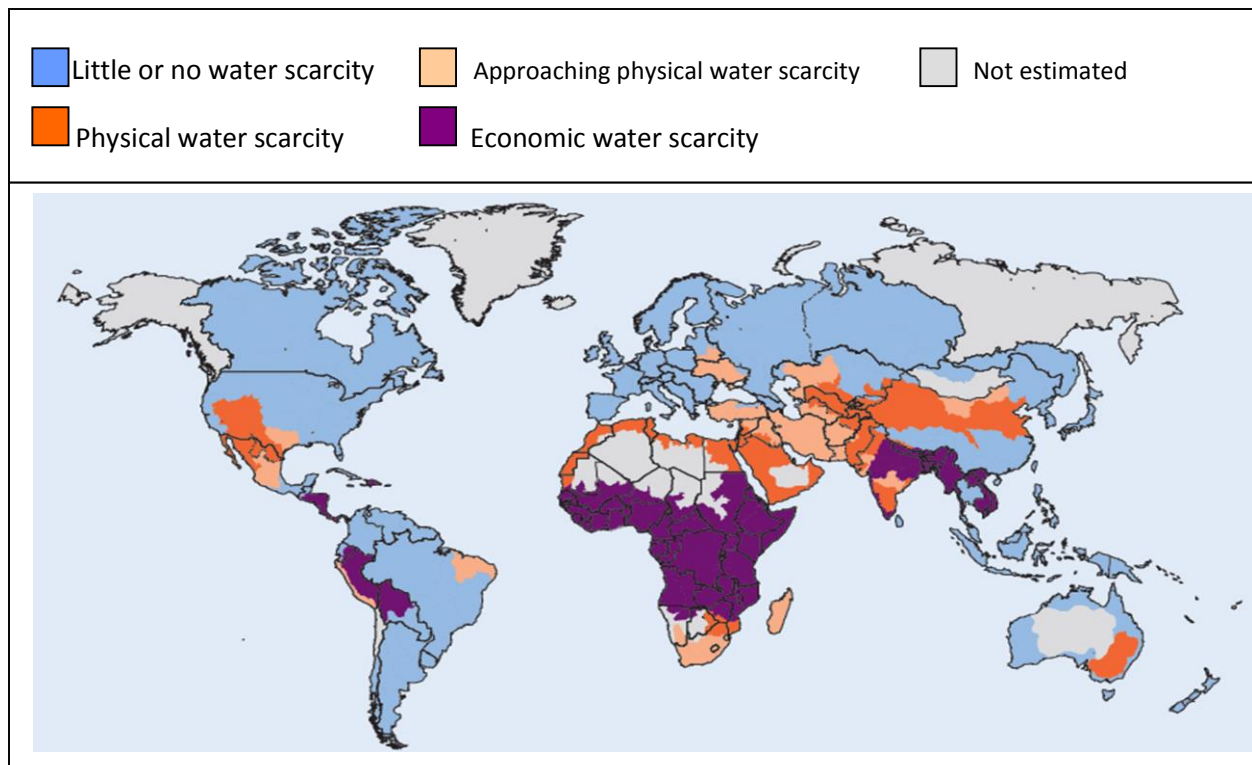 Little or no water scarcity
Approaching physical water scarcity
Not estimated
Physical water scarcity
Economic water scarcity